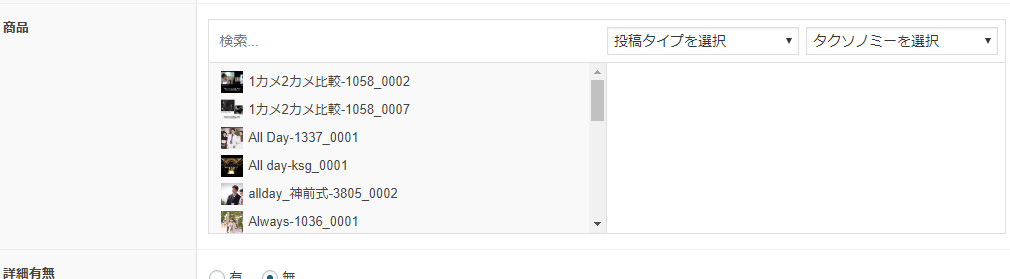 商品
検索...
投稿タイプを選択
タクソノミーを選択
1カメ2カメ比較-1058_0002
1カメ2カメ比較-1058_0007
All Day-1337_0001
All day-ksg_0001
allday_神前式-3805_0002
Always-1036_0001
詳細有無
有 無